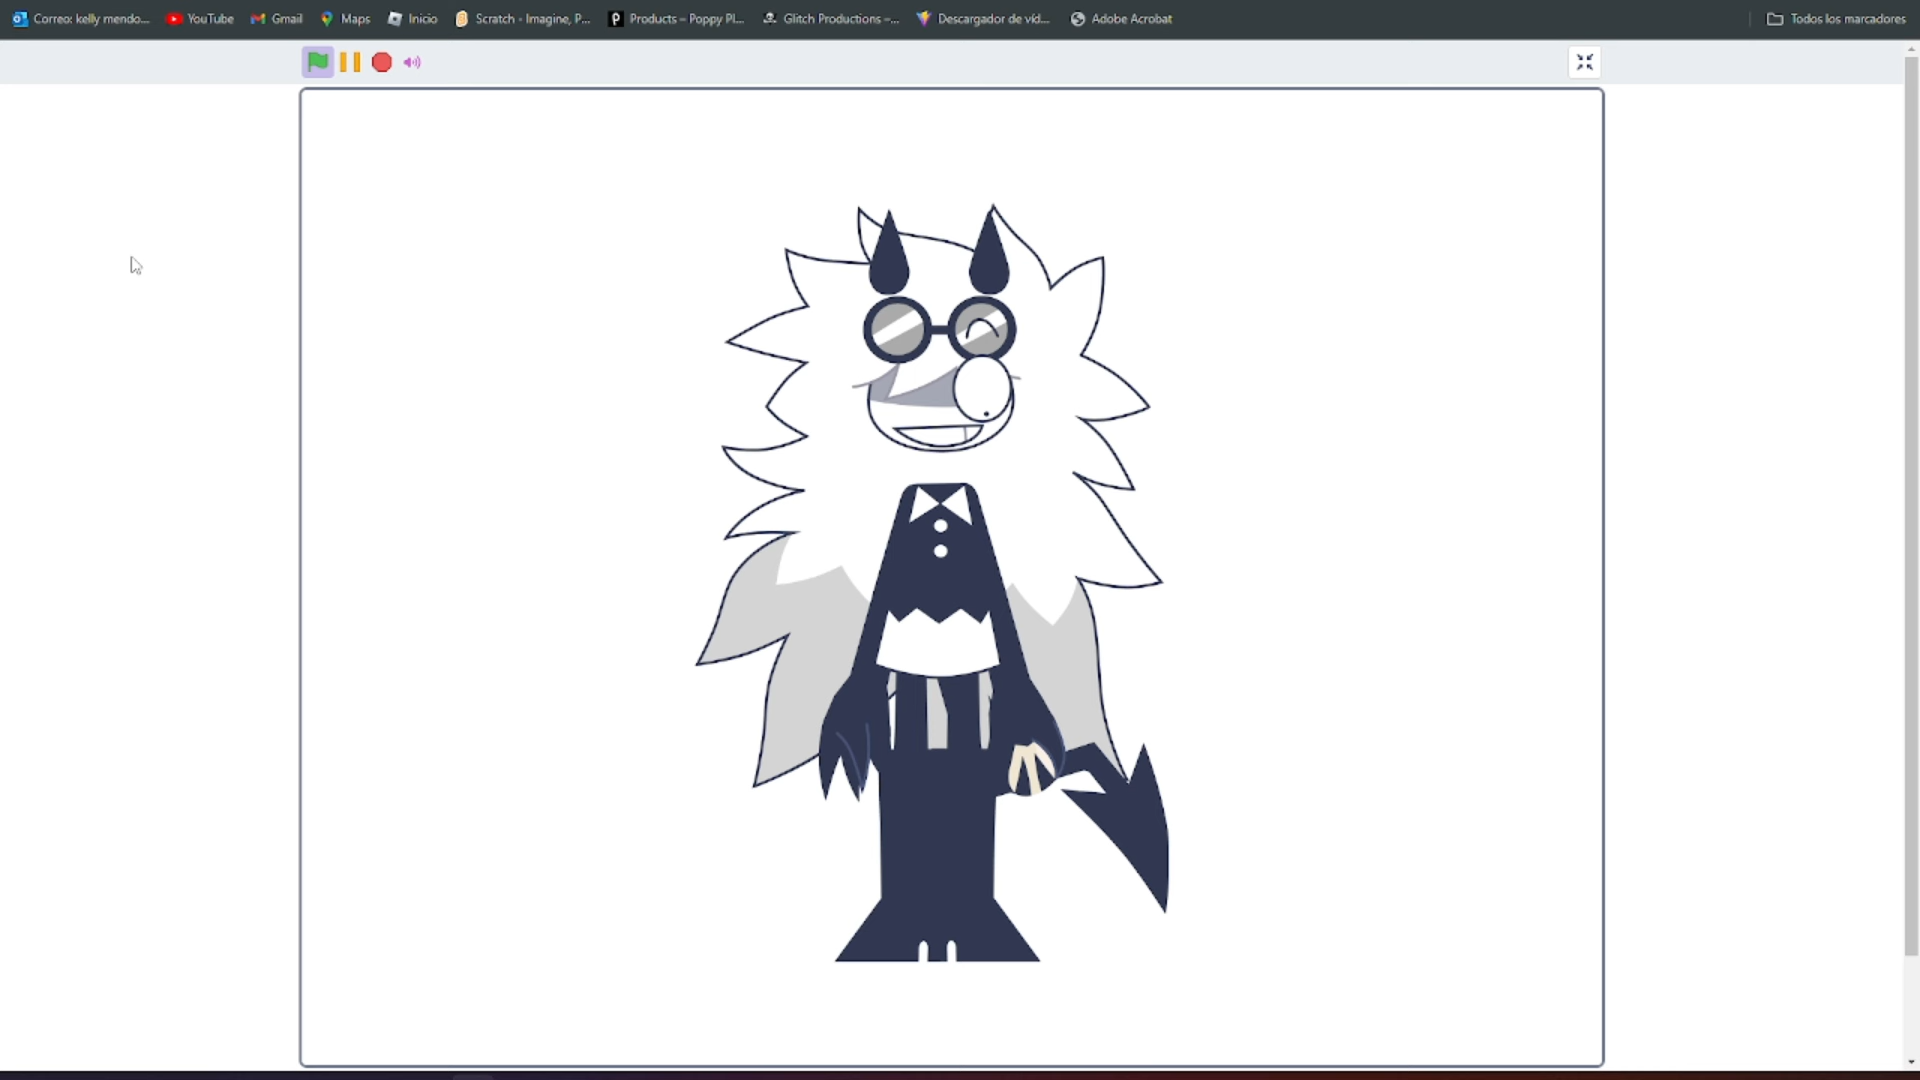 Correo: kelly mendo... YouTube Gmail Maps Inicio Scratch - Imagine, P... Products – Poppy Pl... Glitch Productions –... Descargador de víd... Adobe Acrobat Todos los marcadores